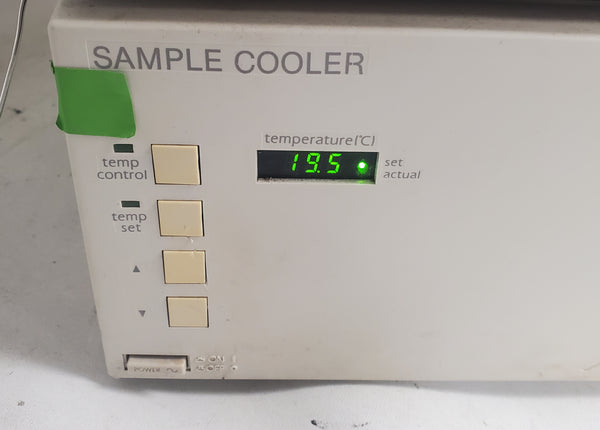 SAMPLE COOLER
temperature(°C)
19.5
set
actual
temp
control
temp
set
▲
▼
POWER
ON
OFF